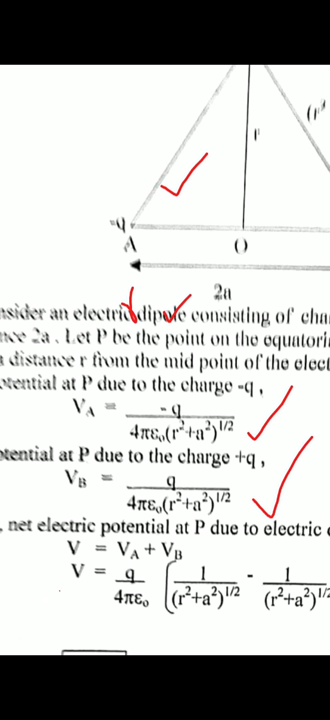 (r²
r
-q
A O
2a
nsider an electric dipole consisting of cha
nce 2a . Let P be the point on the equatori
a distance r from the mid point of the elect
otential at P due to the charge -q ,
V_A = -q / 4πε₀(r²+a²)^1/2
otential at P due to the charge +q ,
V_B = q / 4πε₀(r²+a²)^1/2
, net electric potential at P due to electric
V = V_A + V_B
V = q / 4πε₀ [ 1 / (r²+a²)^1/2 - 1 / (r²+a²)^1/2